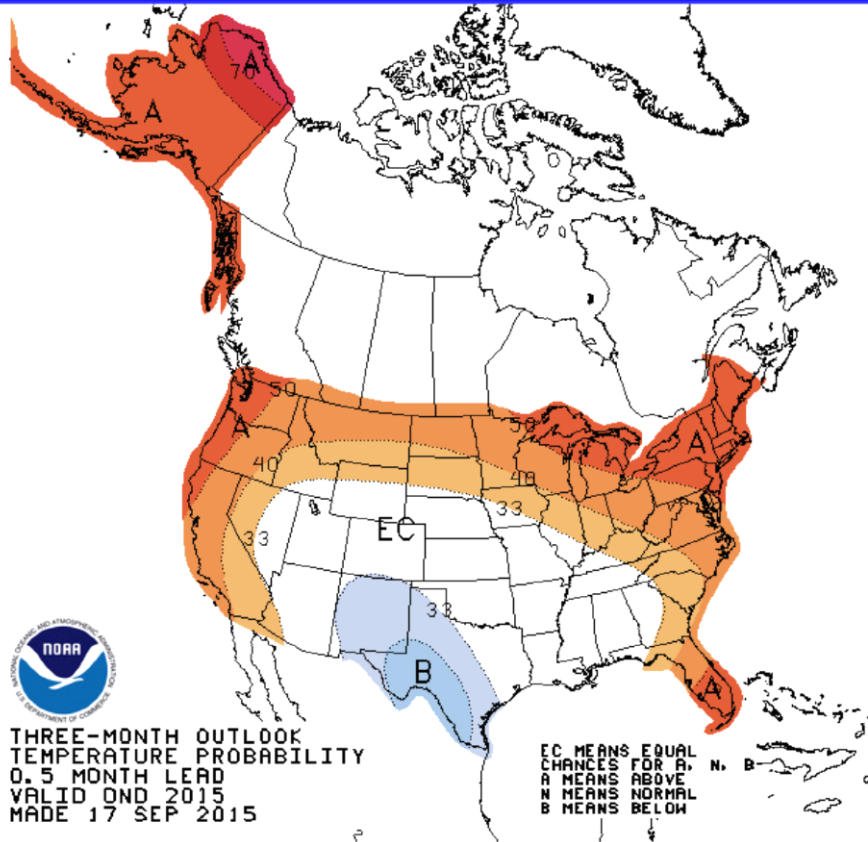 70
A
A
50
A
50
A
40
40
33
EC
33
33
B
A
NATIONAL OCEANIC AND ATMOSPHERIC ADMINISTRATION
NOAA
U.S. DEPARTMENT OF COMMERCE
THREE-MONTH OUTLOOK
TEMPERATURE PROBABILITY
0.5 MONTH LEAD
VALID OND 2015
MADE 17 SEP 2015
EC MEANS EQUAL
CHANCES FOR A, N, B
A MEANS ABOVE
N MEANS NORMAL
B MEANS BELOW